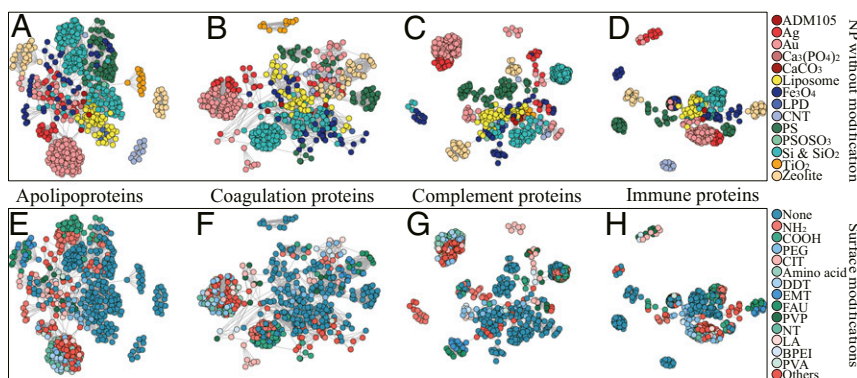 A
B
C
D
ADM105
Ag
Au
Ca₃(PO₄)₂
CaCO₃
Liposome
Fe₃O₄
LPD
CNT
PS
PSOSO₃
Si & SiO₂
TiO₂
Zeolite
NP without modification
Apolipoproteins
Coagulation proteins
Complement proteins
Immune proteins
E
F
G
H
None
NH₂
COOH
PEG
CIT
Amino acid
DDT
EMT
FAU
PVP
NT
LA
BPEI
PVA
Others
Surface modifications